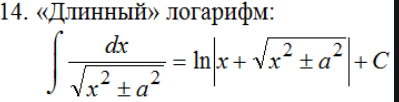 14. «Длинный» логарифм:
∫ dx / √(x² ± a²) = ln|x + √(x² ± a²)| + C